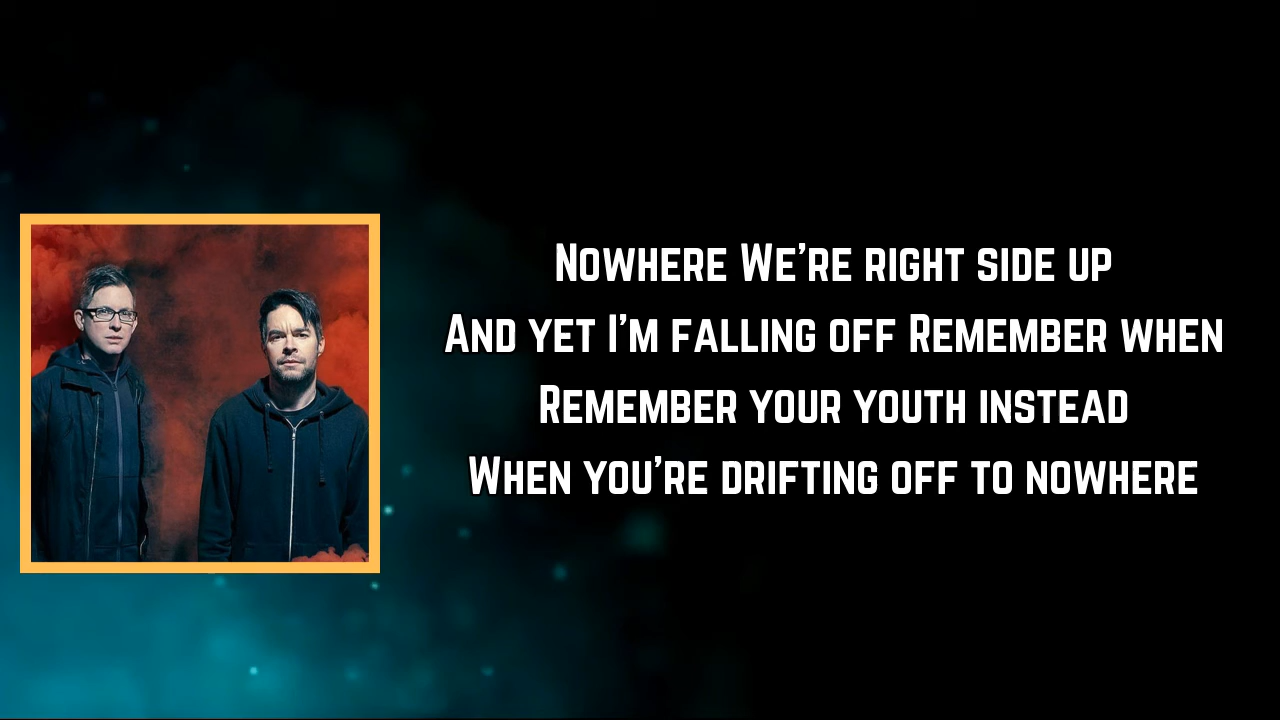 Nowhere We're right side up
And yet I'm falling off Remember when
Remember your youth instead
When you're drifting off to nowhere